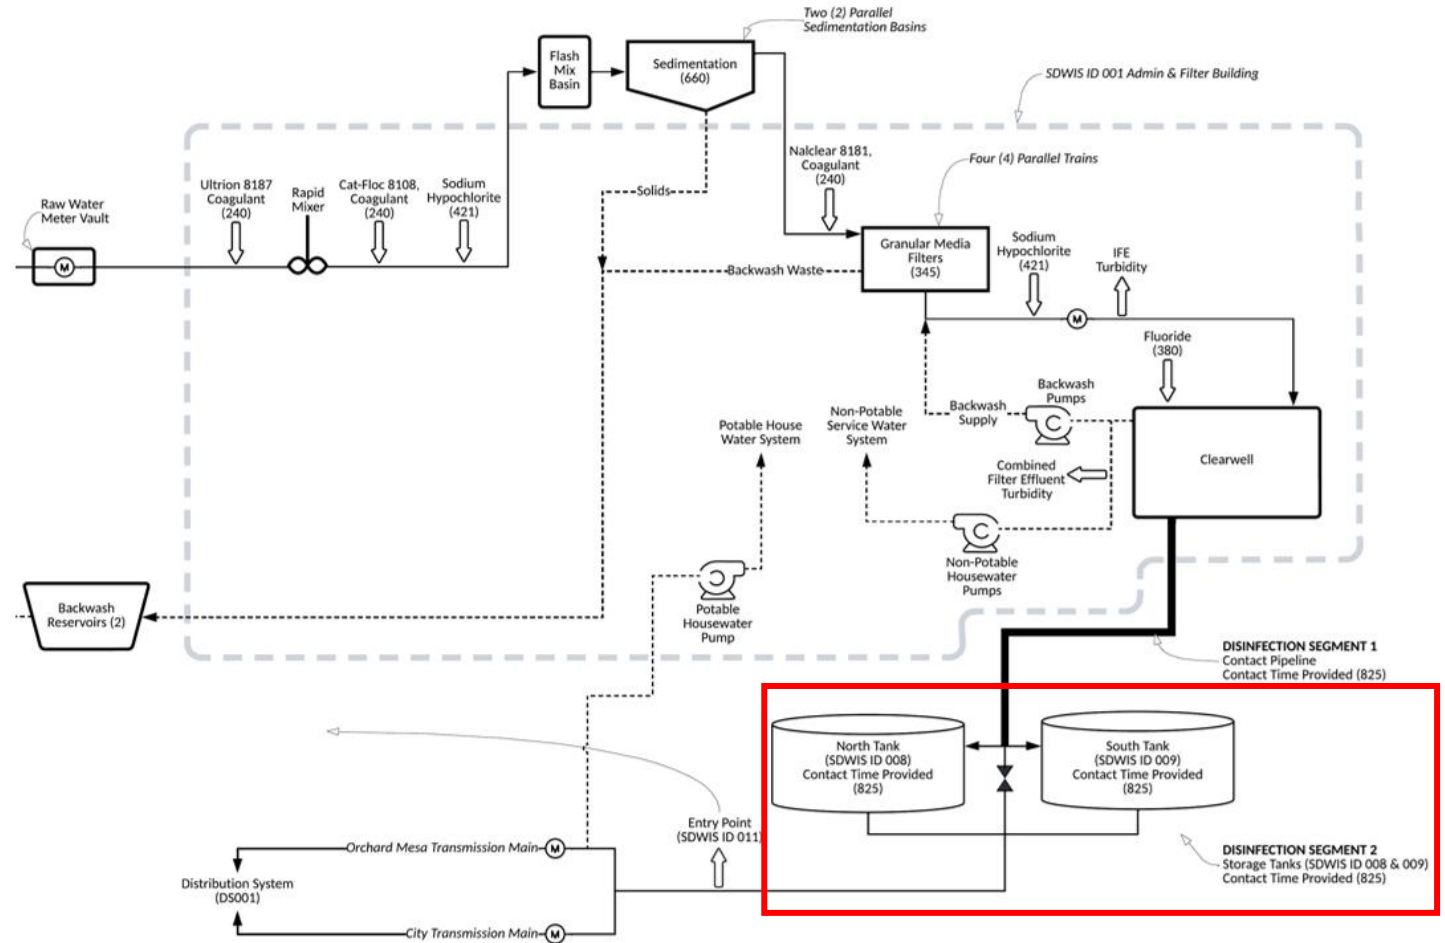 Two (2) Parallel
Sedimentation Basins
Flash
Mix
Basin
Sedimentation
(660)
SDWIS ID 001 Admin & Filter Building
Nalclear 8181,
Coagulant
(240)
Four (4) Parallel Trains
Raw Water
Meter Vault
M
Ultrion 8187
Coagulant
(240)
Rapid
Mixer
Cat-Floc 8108,
Coagulant
(240)
Sodium
Hypochlorite
(421)
Solids
Backwash Waste
Granular Media
Filters
(345)
Sodium
Hypochlorite
(421)
M
IFE
Turbidity
Fluoride
(380)
Backwash
Pumps
C
Backwash
Supply
Clearwell
Potable House
Water System
Non-Potable
Service Water
System
Combined
Filter Effluent
Turbidity
C
Non-Potable
Housewater
Pumps
C
Potable
Housewater
Pump
Backwash
Reservoirs (2)
DISINFECTION SEGMENT 1
Contact Pipeline
Contact Time Provided (825)
North Tank
(SDWIS ID 008)
Contact Time Provided
(825)
South Tank
(SDWIS ID 009)
Contact Time Provided
(825)
Entry Point
(SDWIS ID 011)
DISINFECTION SEGMENT 2
Storage Tanks (SDWIS ID 008 & 009)
Contact Time Provided (825)
Orchard Mesa Transmission Main
M
Distribution System
(DS001)
City Transmission Main
M